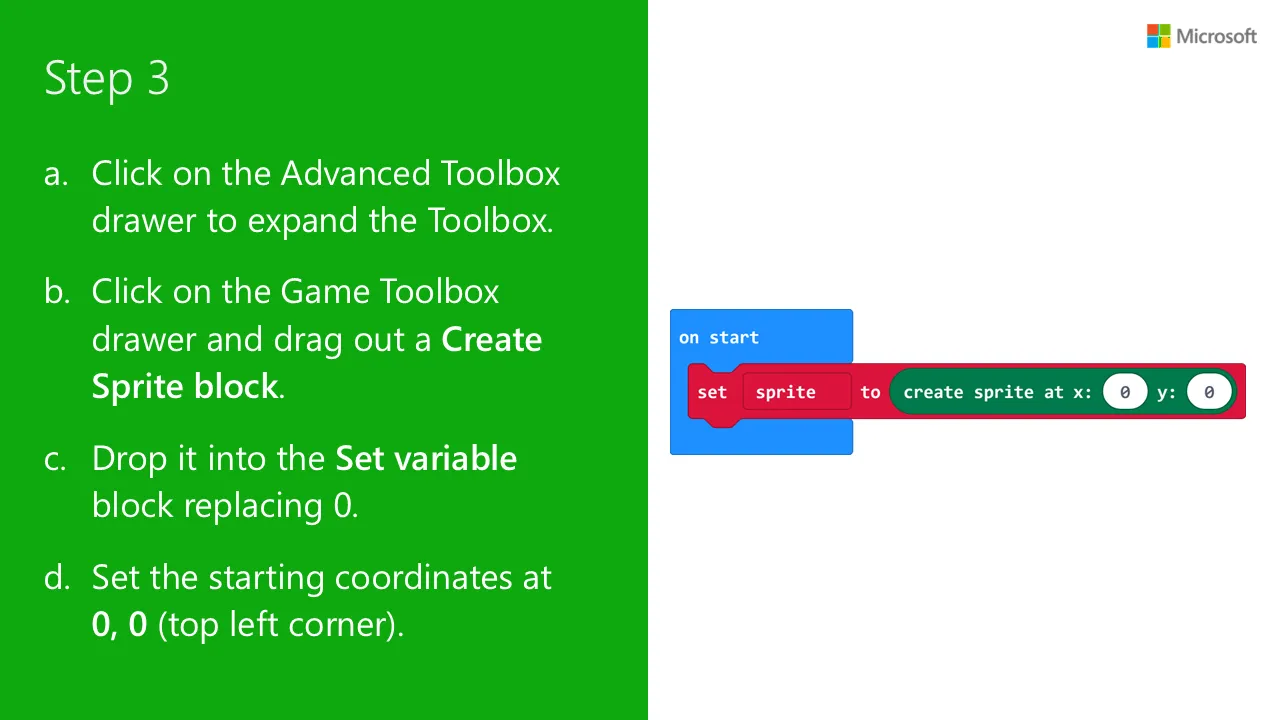 Microsoft
Step 3
a. Click on the Advanced Toolbox
drawer to expand the Toolbox.
b. Click on the Game Toolbox
drawer and drag out a Create
Sprite block.
c. Drop it into the Set variable
block replacing 0.
d. Set the starting coordinates at
0, 0 (top left corner).
on start
set sprite to create sprite at x: 0 y: 0